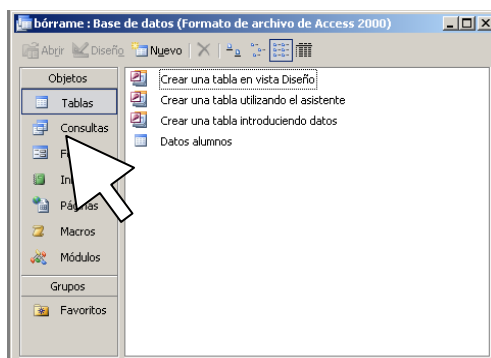 bórrame : Base de datos (Formato de archivo de Access 2000)
Abrir Diseño Nuevo
Objetos
Tablas
Consultas
Páginas
Macros
Módulos
Grupos
Favoritos
Crear una tabla en vista Diseño
Crear una tabla utilizando el asistente
Crear una tabla introduciendo datos
Datos alumnos